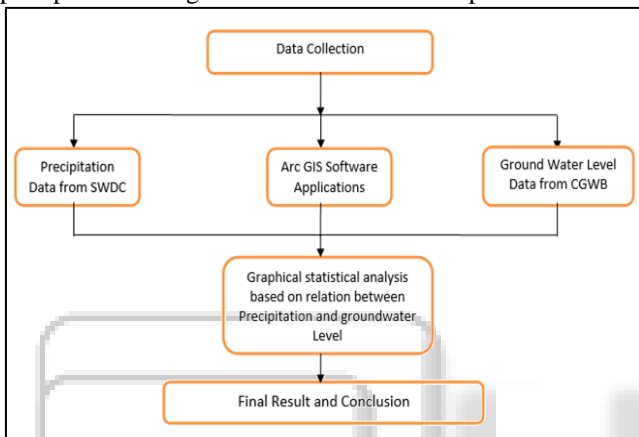 Data Collection
Precipitation
Data from SWDC
Arc GIS Software
Applications
Ground Water Level
Data from CGWB
Graphical statistical analysis
based on relation between
Precipitation and groundwater
Level
Final Result and Conclusion